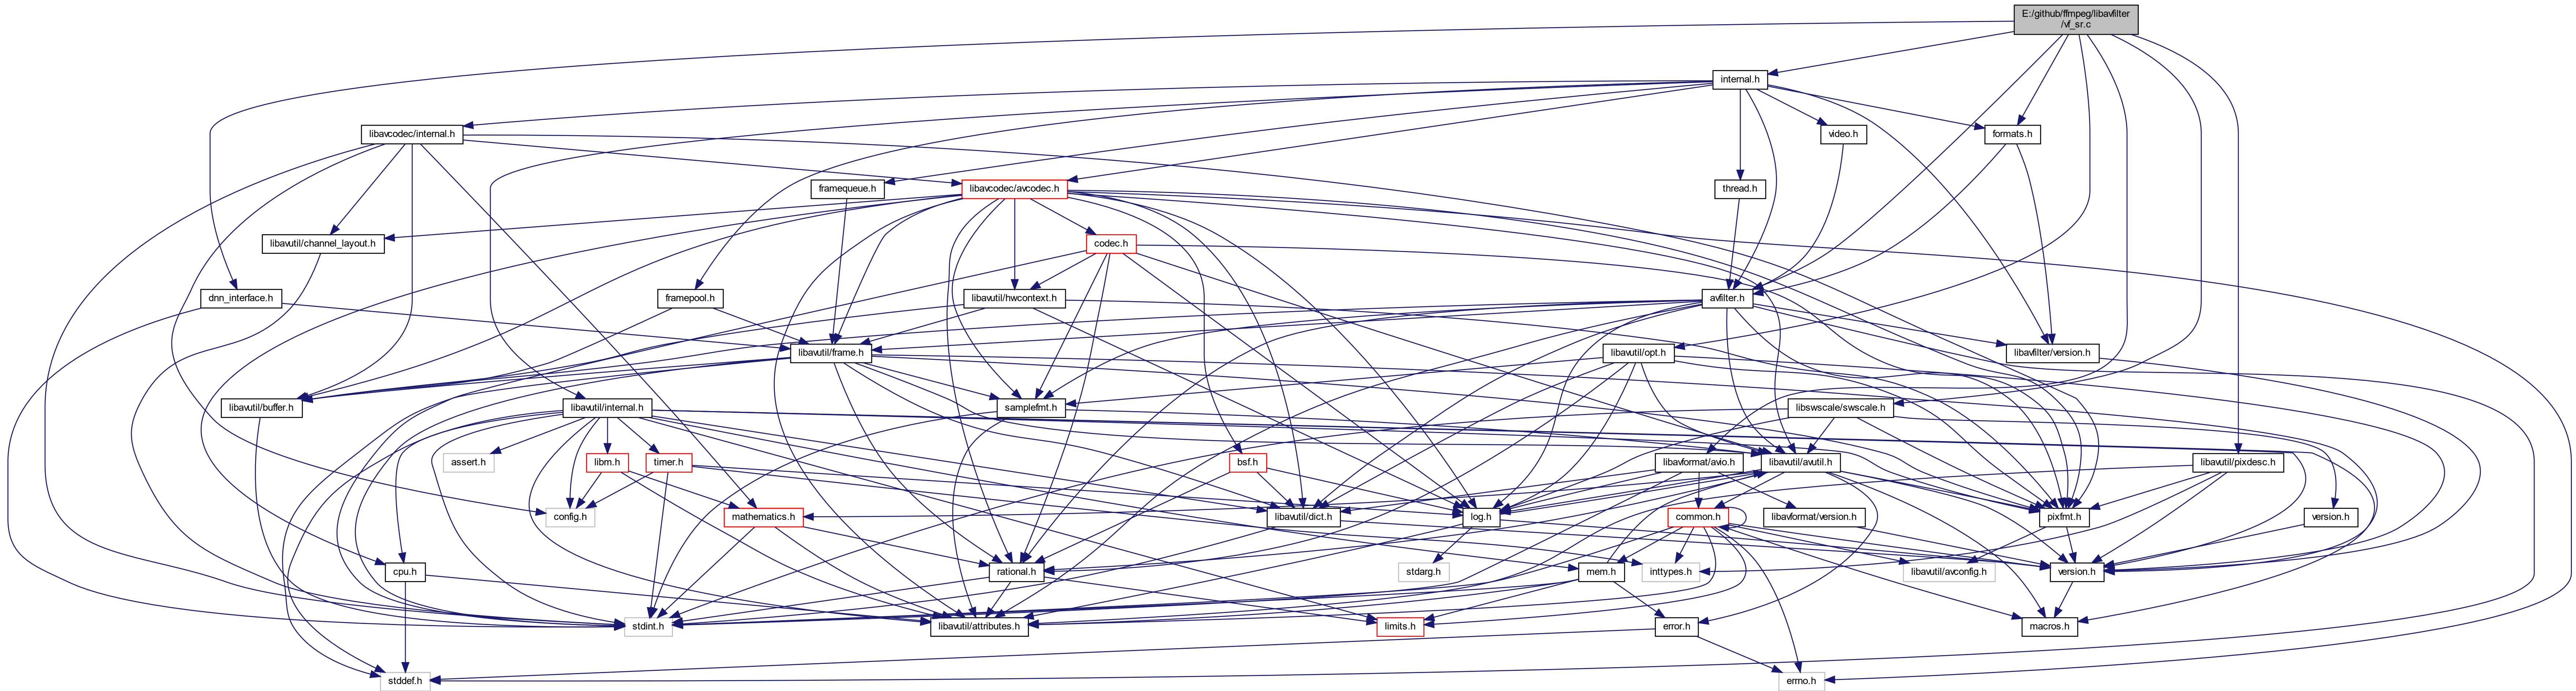 E:/github/ffmpeg/libavfilter
/vf_sr.c
internal.h
libavcodec/internal.h
video.h
formats.h
framequeue.h
libavcodec/avcodec.h
thread.h
libavutil/channel_layout.h
codec.h
dnn_interface.h
framepool.h
libavutil/hwcontext.h
avfilter.h
libavutil/frame.h
libavutil/opt.h
libavfilter/version.h
libavutil/buffer.h
libavutil/internal.h
samplefmt.h
libswscale/swscale.h
assert.h
librm.h
timer.h
bsf.h
libavformat/avio.h
libavutil/avutil.h
libavutil/pixdesc.h
config.h
mathematics.h
libavutil/dict.h
log.h
common.h
libavformat/version.h
pixfmt.h
version.h
cpu.h
rational.h
stdarg.h
mem.h
inttypes.h
libavutil/avconfig.h
version.h
stdint.h
libavutil/attributes.h
limits.h
error.h
macros.h
stddef.h
errno.h